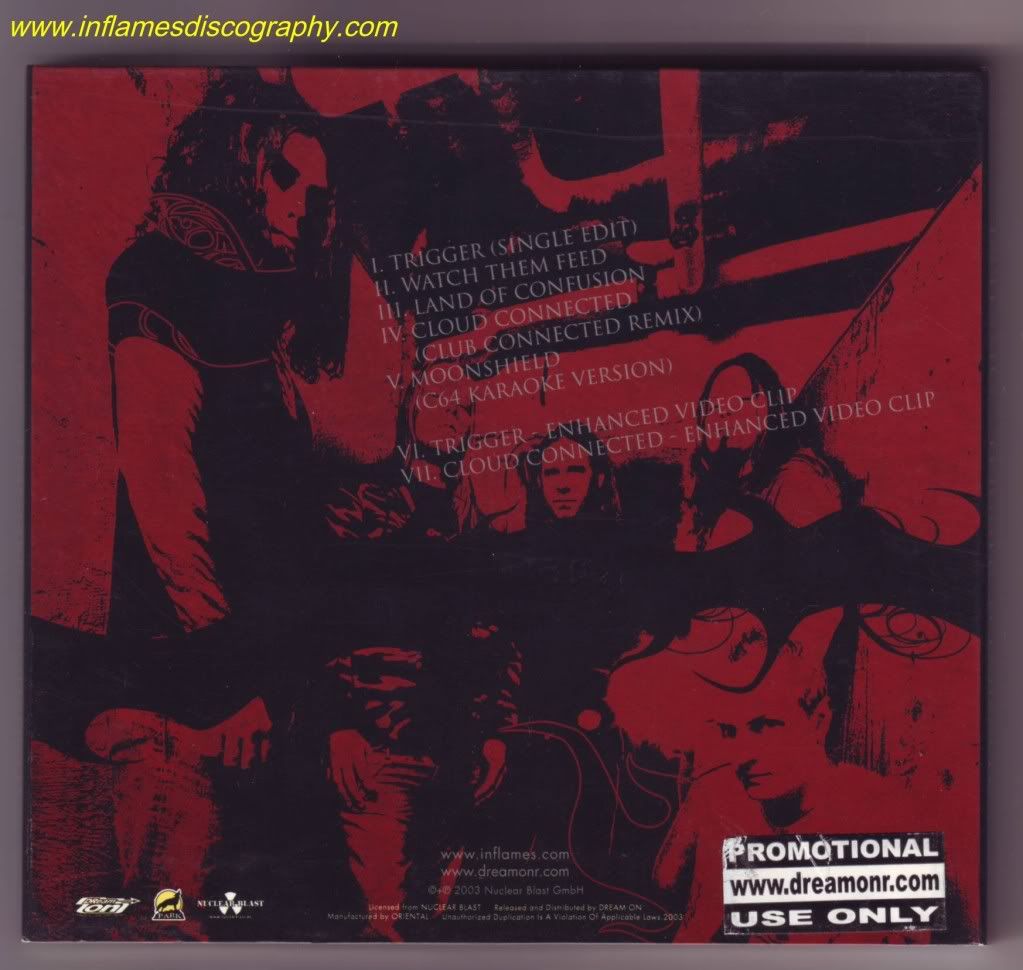 www.inflamesdiscography.com
I. TRIGGER (SINGLE EDIT)
II. WATCH THEM FEED
III. LAND OF CONFUSION
IV. CLOUD CONNECTED
(CLUB CONNECTED REMIX)
V. MOONSHIELD
(C64 KARAOKE VERSION)
VI. TRIGGER - ENHANCED VIDEO CLIP
VII. CLOUD CONNECTED - ENHANCED VIDEO CLIP
www.inflames.com
www.dreamonr.com
©+℗ 2003 Nuclear Blast GmbH
PROMOTIONAL
www.dreamonr.com
USE ONLY
DREAM
PARK
NUCLEAR BLAST
Licensed from NUCLEAR BLAST Released and Distributed by DREAM ON
Manufactured by ORIENTAL Unauthorized Duplication Is A Violation Of Applicable Laws 2003